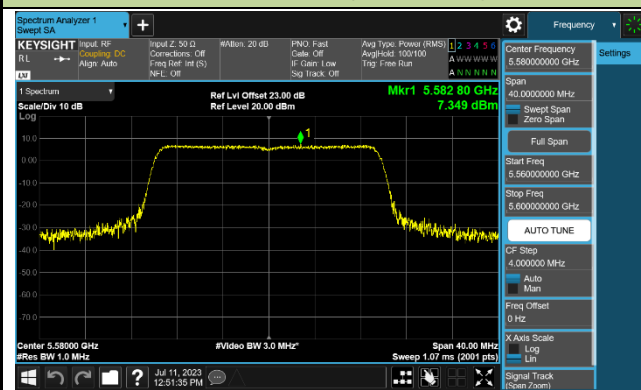 Spectrum Analyzer 1
Swept SA
+
Frequency
KEYSIGHT
RL
LXI
Input: RF
Coupling: DC
Align: Auto
Input Z: 50 Ω
Corrections: Off
Freq Ref: Int (S)
NFE: Off
#Atten: 20 dB
PNO: Fast
Gate: Off
IF Gain: Low
Sig Track: Off
Avg Type: Power (RMS)
Avg|Hold: 100/100
Trig: Free Run
1 2 3 4 5 6
A W W W W W
A N N N N N
1 Spectrum
Scale/Div 10 dB
Log
Ref Lvl Offset 23.00 dB
Ref Level 20.00 dBm
Mkr1 5.582 80 GHz
7.349 dBm
1
10.0
0.00
-10.0
-20.0
-30.0
-40.0
-50.0
-60.0
-70.0
Center 5.58000 GHz
#Res BW 1.0 MHz
#Video BW 3.0 MHz*
Span 40.00 MHz
Sweep 1.07 ms (2001 pts)
Jul 11, 2023
12:51:35 PM
Center Frequency
5.580000000 GHz
Settings
Span
40.0000000 MHz
Swept Span
Zero Span
Full Span
Start Freq
5.560000000 GHz
Stop Freq
5.600000000 GHz
AUTO TUNE
CF Step
4.000000 MHz
Auto
Man
Freq Offset
0 Hz
X Axis Scale
Log
Lin
Signal Track
(Span Zoom)